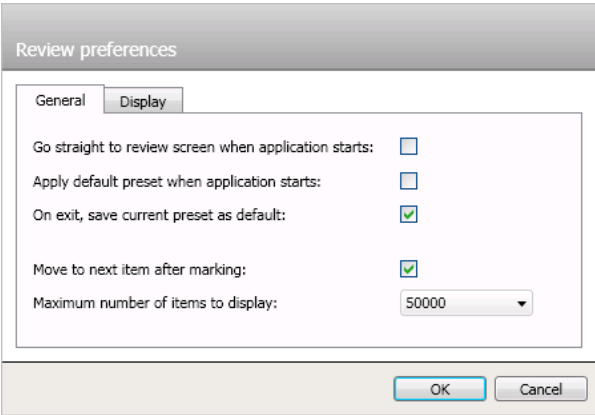 Review preferences
General Display
Go straight to review screen when application starts:
Apply default preset when application starts:
On exit, save current preset as default:
Move to next item after marking:
Maximum number of items to display: 50000
OK Cancel